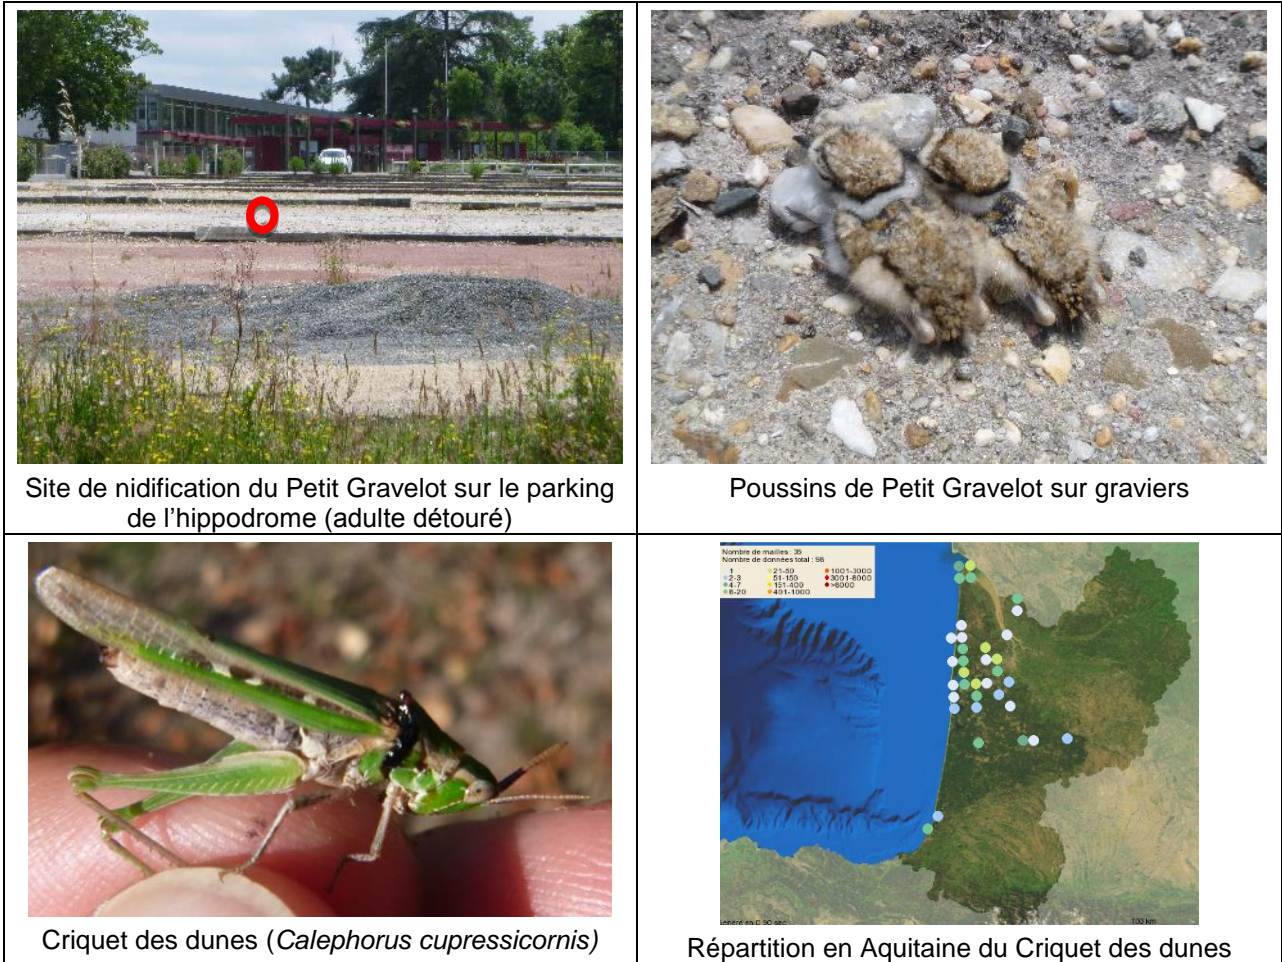 Site de nidification du Petit Gravelot sur le parking
de l'hippodrome (adulte détouré)
Poussins de Petit Gravelot sur graviers
Criquet des dunes (Calephorus cupressicornis)
Nombre de mailles : 35
Nombre de données total : 98
1 21-50 1001-3000
2-3 51-150 3001-8000
4-7 151-400 >8000
8-20 401-1000
100 km
Répartition en Aquitaine du Criquet des dunes